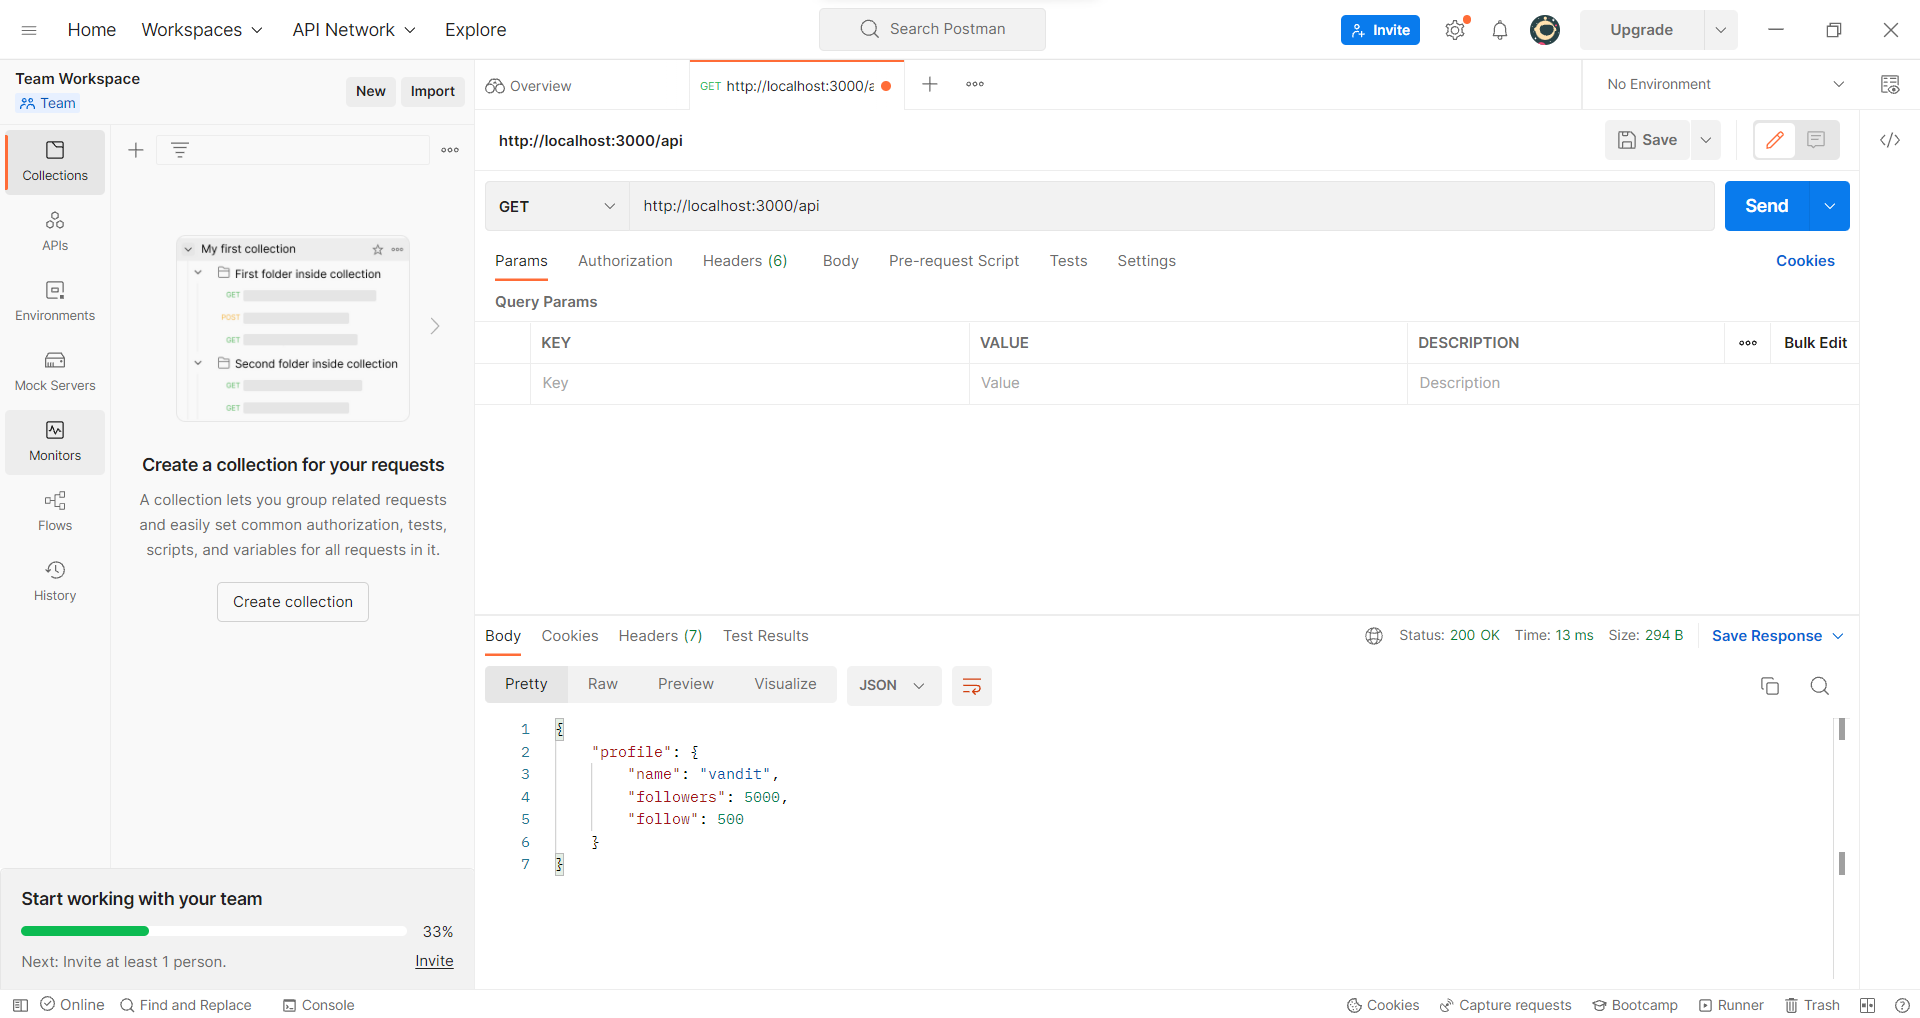 Home Workspaces API Network Explore Search Postman Invite Upgrade
Team Workspace
Team
New Import
Overview GET http://localhost:3000/a No Environment
Collections
APIs
Environments
Mock Servers
Monitors
Flows
History
My first collection
First folder inside collection
GET
POST
GET
Second folder inside collection
GET
GET
Create a collection for your requests
A collection lets you group related requests
and easily set common authorization, tests,
scripts, and variables for all requests in it.
Create collection
Start working with your team
33%
Next: Invite at least 1 person. Invite
http://localhost:3000/api Save
GET http://localhost:3000/api Send
Params Authorization Headers (6) Body Pre-request Script Tests Settings Cookies
Query Params
KEY VALUE DESCRIPTION Bulk Edit
Key Value Description
Body Cookies Headers (7) Test Results Status: 200 OK Time: 13 ms Size: 294 B Save Response
Pretty Raw Preview Visualize JSON
1 {
2 "profile": {
3 "name": "vandit",
4 "followers": 5000,
5 "follow": 500
6 }
7 }
Online Find and Replace Console Cookies Capture requests Bootcamp Runner Trash